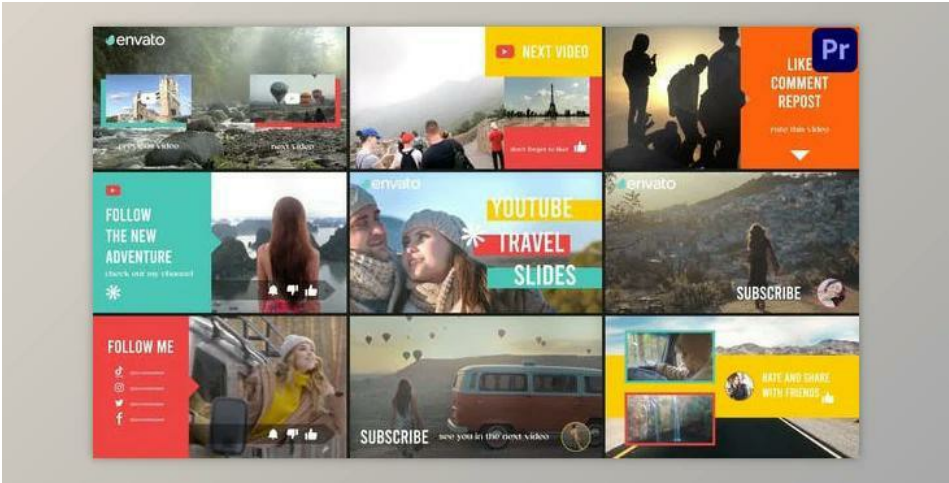 envato
previous video
next video
NEXT VIDEO
don't forget to like
Pr
LIKE
COMMENT
REPOST
rate this video
FOLLOW
THE NEW
ADVENTURE
check out my channel
envato
YOUTUBE
TRAVEL
SLIDES
envato
SUBSCRIBE
FOLLOW ME
SUBSCRIBE
see you in the next video
RATE AND SHARE
WITH FRIENDS